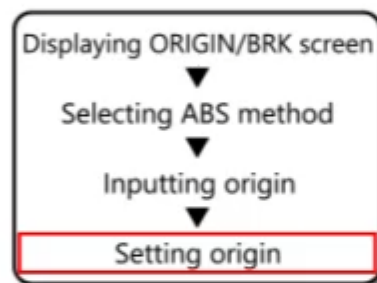 Displaying ORIGIN/BRK screen
Selecting ABS method
Inputting origin
Setting origin